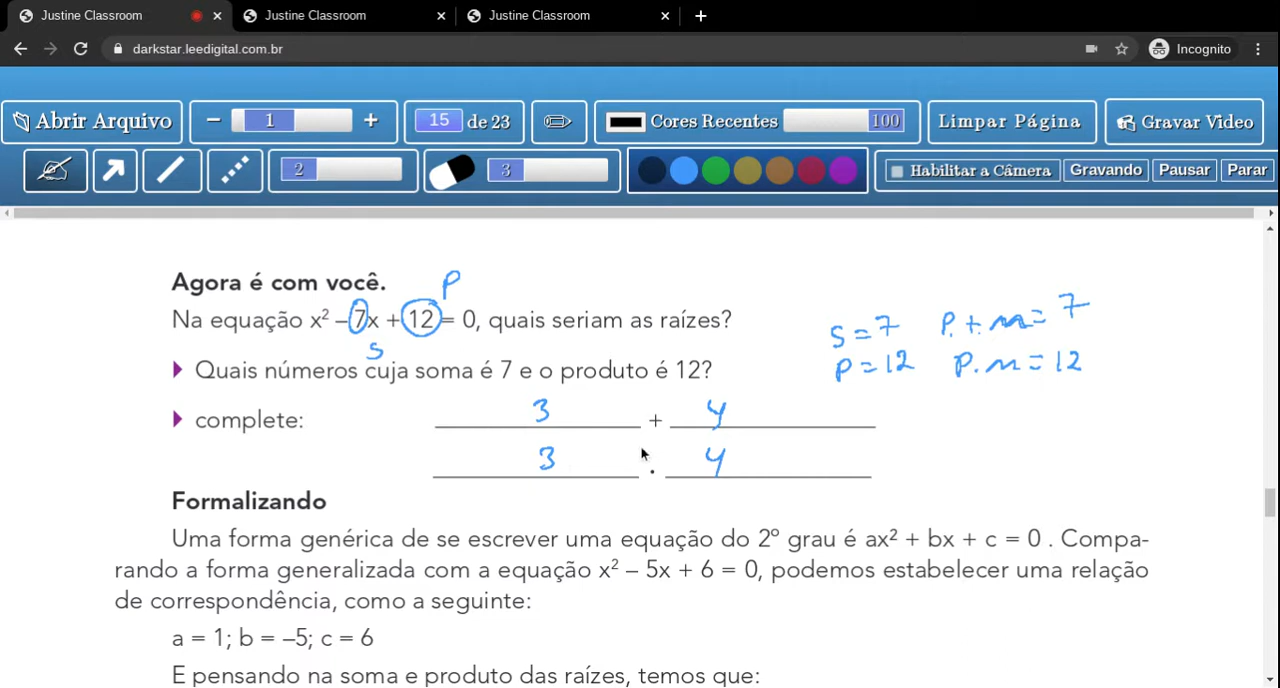 Justine Classroom
Justine Classroom
Justine Classroom
darkstar.leedigital.com.br
Incognito
Abrir Arquivo
− 1 +
15 de 23
Cores Recentes 100
Limpar Página
Gravar Video
2
3
Habilitar a Câmera
Gravando
Pausar
Parar
Agora é com você. P
Na equação x² – 7x + 12 = 0, quais seriam as raízes?
S
S = 7 P + m = 7
P = 12 P . m = 12
Quais números cuja soma é 7 e o produto é 12?
complete: 3 + 4
3 . 4
Formalizando
Uma forma genérica de se escrever uma equação do 2º grau é ax² + bx + c = 0 . Compa-
rando a forma generalizada com a equação x² – 5x + 6 = 0, podemos estabelecer uma relação
de correspondência, como a seguinte:
a = 1; b = –5; c = 6
E pensando na soma e produto das raízes, temos que: